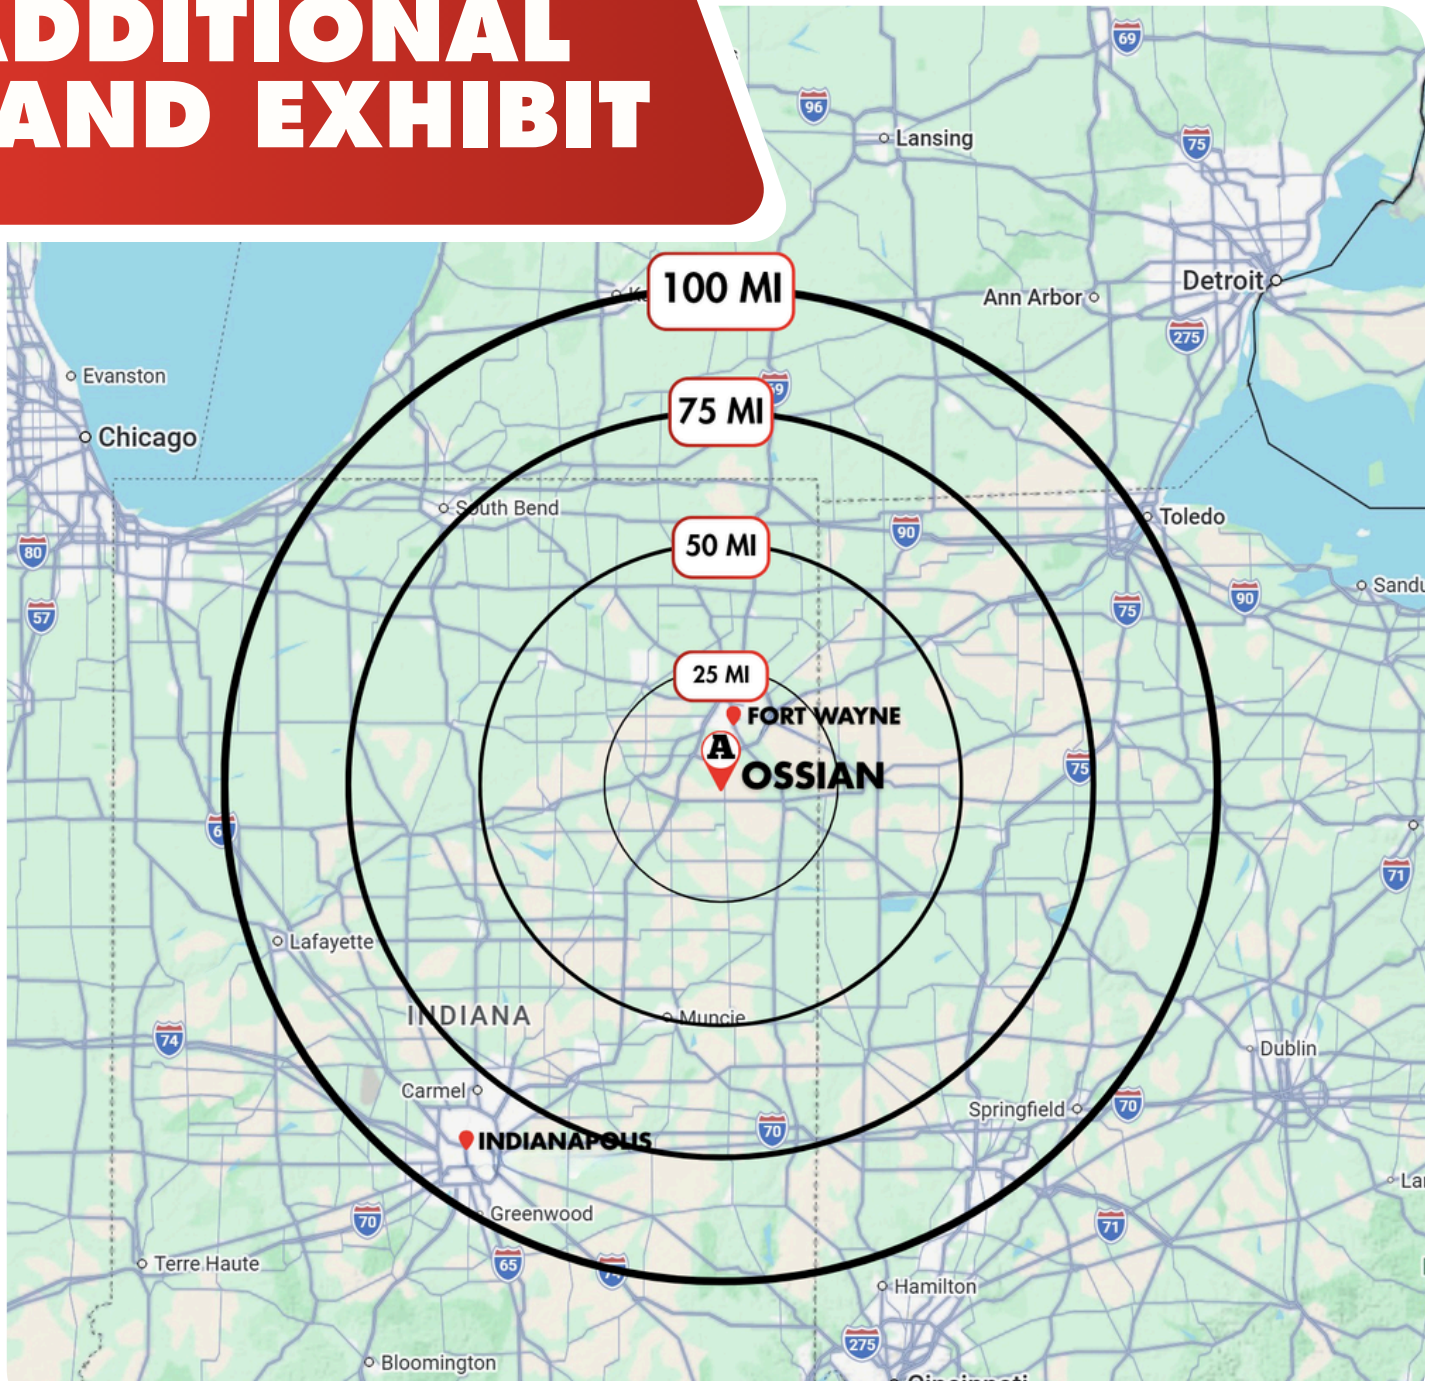 ADDITIONAL
AND EXHIBIT
69
96
Lansing
75
100 MI
Ann Arbor
Detroit
275
Evanston
75 MI
Chicago
South Bend
Toledo
50 MI
90
80
57
75
90
25 MI
FORT WAYNE
A
OSSIAN
75
71
Lafayette
INDIANA
Muncie
74
Dublin
Carmel
Springfield
70
70
INDIANAPOLIS
Greenwood
70
71
Terre Haute
65
Hamilton
275
Bloomington